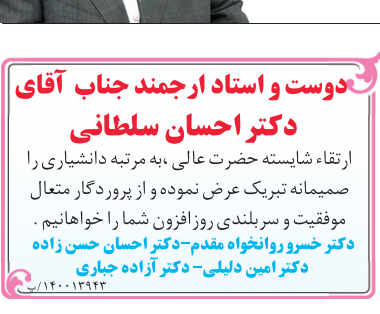 دوست و استاد ارجمند جناب آقای
دکتر احسان سلطانی
ارتقاء شایسته حضرت عالی ،به مرتبه دانشیاری را
صمیمانه تبریک عرض نموده و از پروردگار متعال
موفقیت و سربلندی روزافزون شما را خواهانیم .
دکتر خسرو روانخواه مقدم-دکتر احسان حسن زاده
دکتر امین دلیلی- دکتر آزاده جباری
۱۴۰۰۱۳۹۴۳/پ